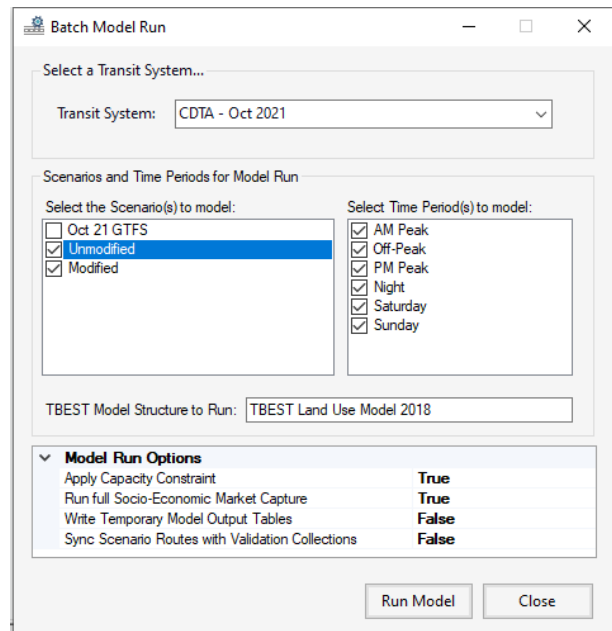 Batch Model Run
Select a Transit System...
Transit System: CDTA - Oct 2021
Scenarios and Time Periods for Model Run
Select the Scenario(s) to model:
Oct 21 GTFS
Unmodified
Modified
Select Time Period(s) to model:
AM Peak
Off-Peak
PM Peak
Night
Saturday
Sunday
TBEST Model Structure to Run: TBEST Land Use Model 2018
Model Run Options
Apply Capacity Constraint True
Run full Socio-Economic Market Capture True
Write Temporary Model Output Tables False
Sync Scenario Routes with Validation Collections False
Run Model Close